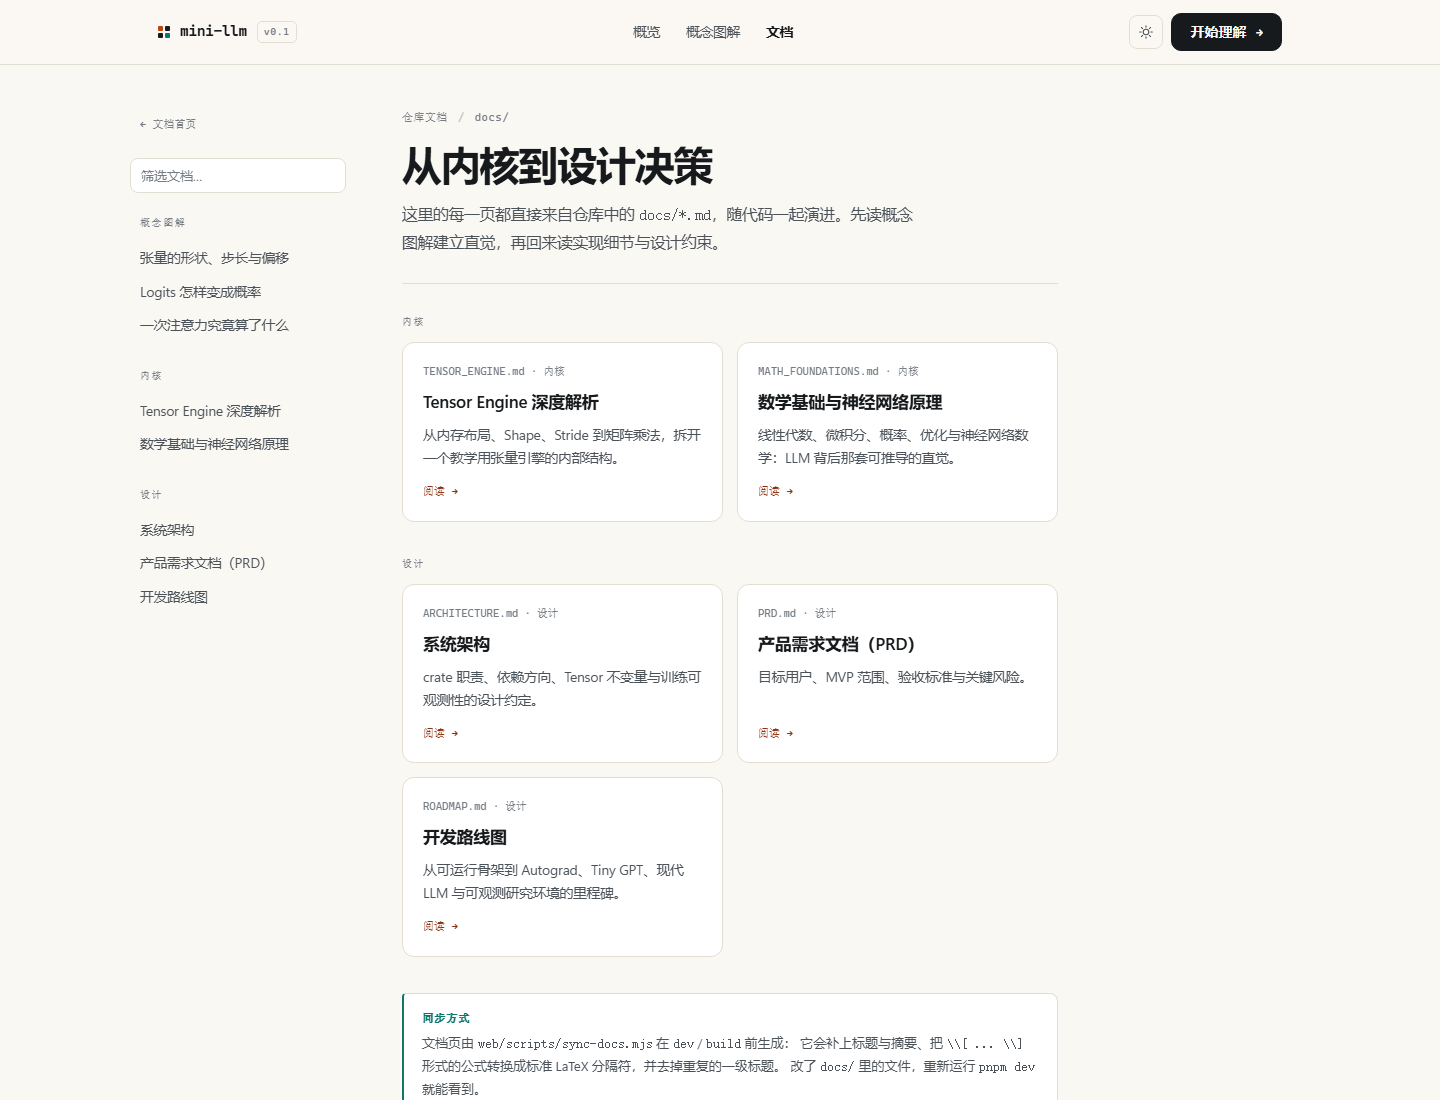 mini-llm v0.1
概览 概念图解 文档
开始理解 →
← 文档首页
筛选文档...
概念图解
张量的形状、步长与偏移
Logits 怎样变成概率
一次注意力究竟算了什么
内核
Tensor Engine 深度解析
数学基础与神经网络原理
设计
系统架构
产品需求文档（PRD）
开发路线图
仓库文档 / docs/
从内核到设计决策
这里的每一页都直接来自仓库中的 docs/*.md，随代码一起演进。先读概念
图解建立直觉，再回来读实现细节与设计约束。
内核
TENSOR_ENGINE.md · 内核
Tensor Engine 深度解析
从内存布局、Shape、Stride 到矩阵乘法，拆开
一个教学用张量引擎的内部结构。
阅读 →
MATH_FOUNDATIONS.md · 内核
数学基础与神经网络原理
线性代数、微积分、概率、优化与神经网络数
学：LLM 背后那套可推导的直觉。
阅读 →
设计
ARCHITECTURE.md · 设计
系统架构
crate 职责、依赖方向、Tensor 不变量与训练可
观测性的设计约定。
阅读 →
PRD.md · 设计
产品需求文档（PRD）
目标用户、MVP 范围、验收标准与关键风险。
阅读 →
ROADMAP.md · 设计
开发路线图
从可运行骨架到 Autograd、Tiny GPT、现代
LLM 与可观测研究环境的里程碑。
阅读 →
同步方式
文档页由 web/scripts/sync-docs.mjs 在 dev / build 前生成： 它会补上标题与摘要、把 \\[ ... \\]
形式的公式转换成标准 LaTeX 分隔符，并去掉重复的一级标题。 改了 docs/ 里的文件，重新运行 pnpm dev
就能看到。